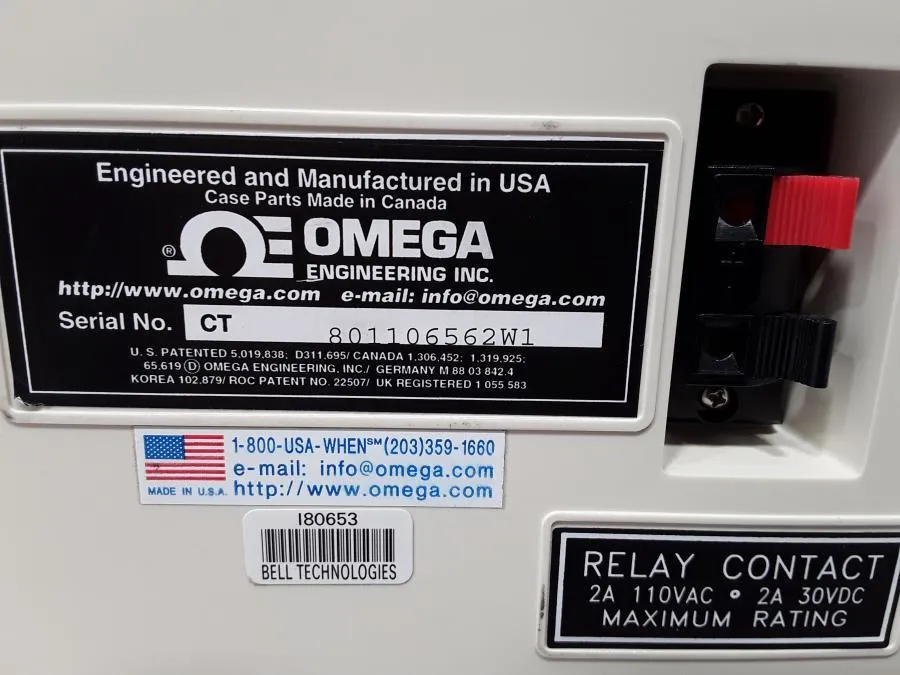 Engineered and Manufactured in USA
Case Parts Made in Canada
® OMEGA
ENGINEERING INC.
http://www.omega.com e-mail: info@omega.com
Serial No. CT 801106562W1
U.S. PATENTED 5,019,838; D311,695/ CANADA 1,306,452; 1,319,925;
65,619 Ⓓ OMEGA ENGINEERING, INC./ GERMANY M 88 03 842.4
KOREA 102,879/ ROC PATENT NO. 22507/ UK REGISTERED 1 055 583
1-800-USA-WHEN℠ (203)359-1660
e-mail: info@omega.com
MADE IN U.S.A. http://www.omega.com
I80653
BELL TECHNOLOGIES
RELAY CONTACT
2A 110VAC • 2A 30VDC
MAXIMUM RATING